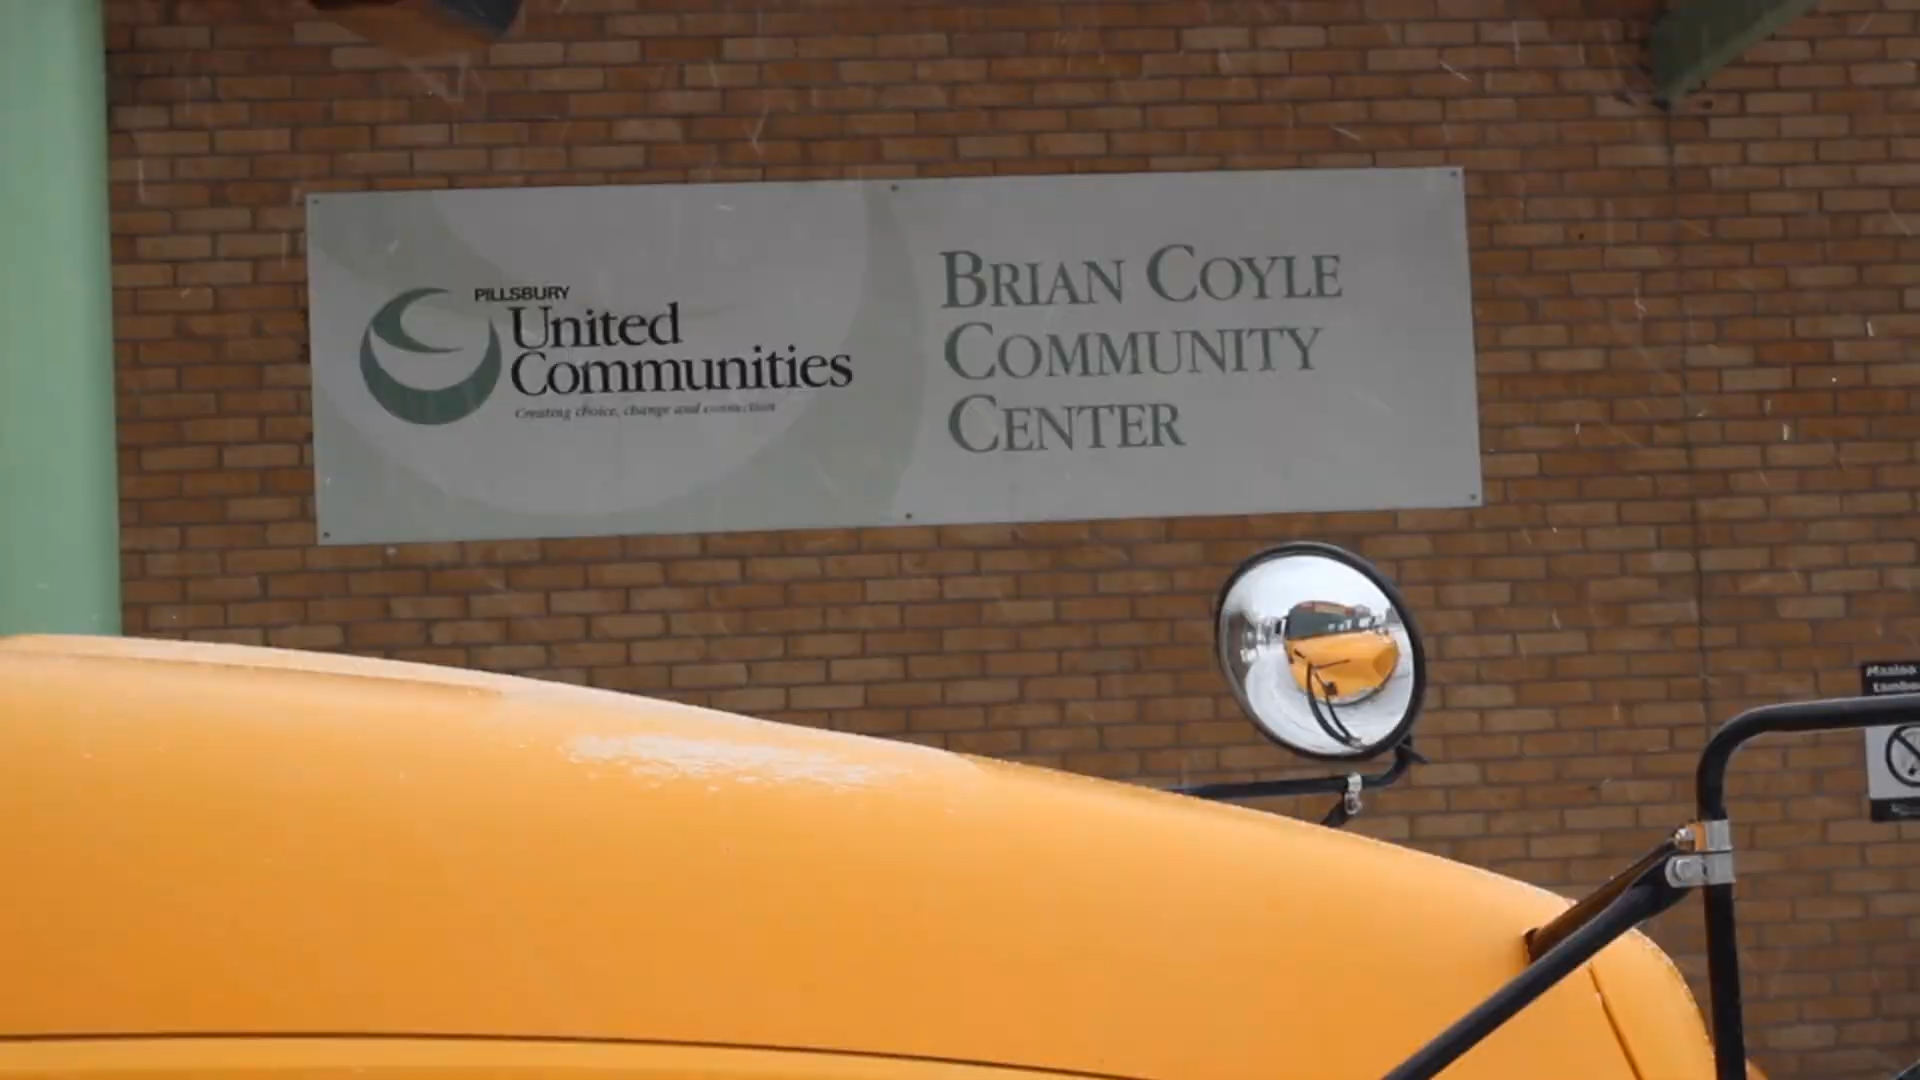 PILLSBURY
United
Communities
Creating choice, change and connection
BRIAN COYLE
COMMUNITY
CENTER